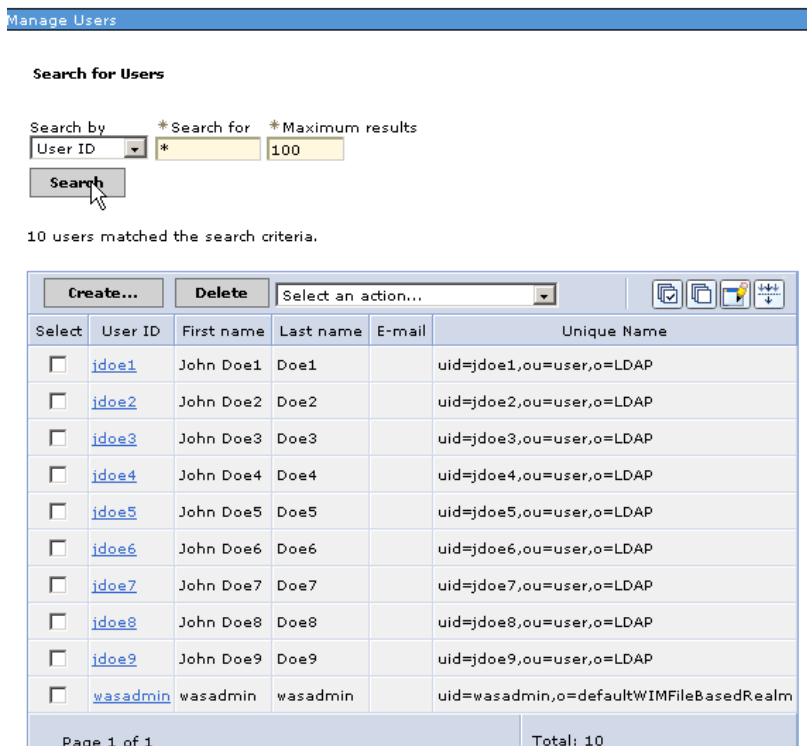 Manage Users
Search for Users
Search by *Search for *Maximum results
User ID * 100
Search
10 users matched the search criteria.
Create... Delete Select an action...
Select User ID First name Last name E-mail Unique Name
jdoe1 John Doe1 Doe1 uid=jdoe1,ou=user,o=LDAP
jdoe2 John Doe2 Doe2 uid=jdoe2,ou=user,o=LDAP
jdoe3 John Doe3 Doe3 uid=jdoe3,ou=user,o=LDAP
jdoe4 John Doe4 Doe4 uid=jdoe4,ou=user,o=LDAP
jdoe5 John Doe5 Doe5 uid=jdoe5,ou=user,o=LDAP
jdoe6 John Doe6 Doe6 uid=jdoe6,ou=user,o=LDAP
jdoe7 John Doe7 Doe7 uid=jdoe7,ou=user,o=LDAP
jdoe8 John Doe8 Doe8 uid=jdoe8,ou=user,o=LDAP
jdoe9 John Doe9 Doe9 uid=jdoe9,ou=user,o=LDAP
wasadmin wasadmin wasadmin uid=wasadmin,o=defaultWIMFileBasedRealm
Page 1 of 1 Total: 10